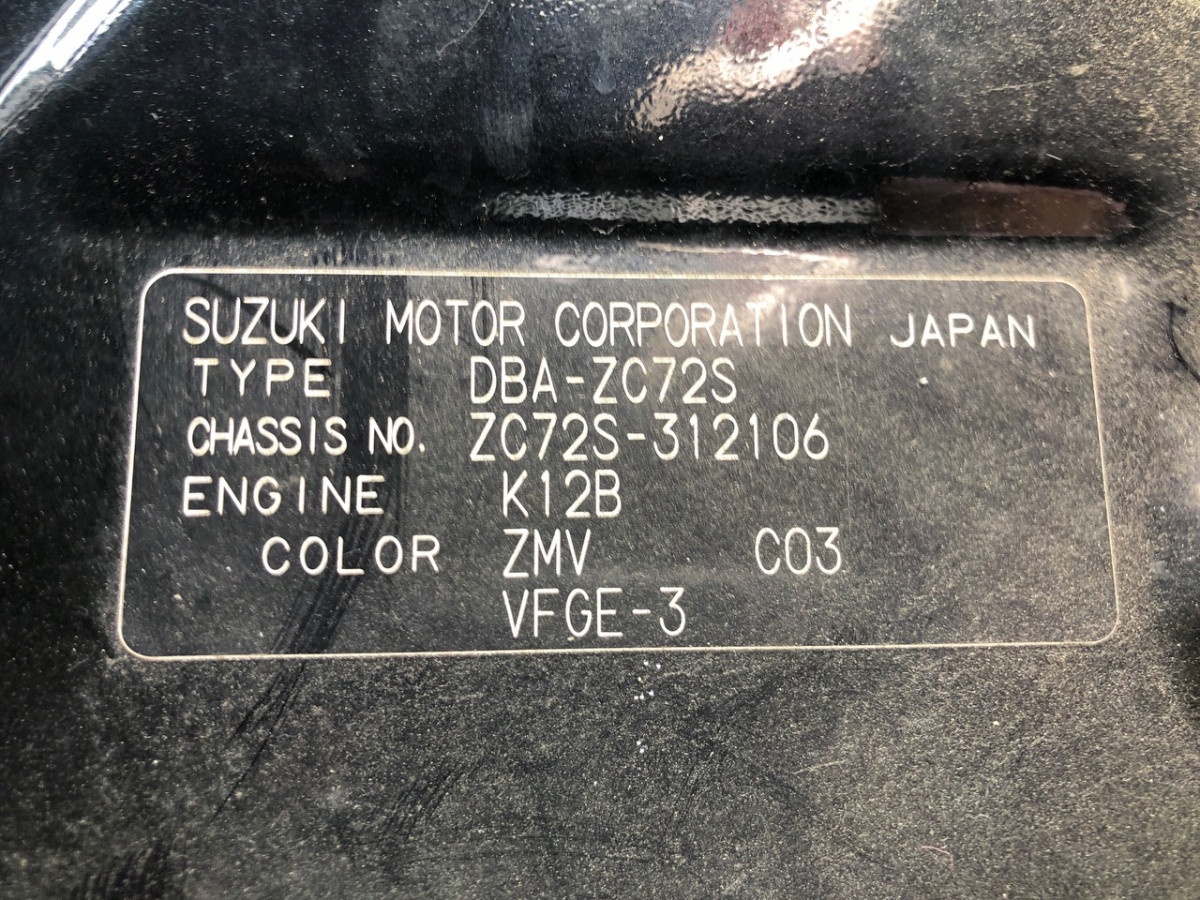 SUZUKI MOTOR CORPORATION JAPAN
TYPE DBA-ZC72S
CHASSIS NO. ZC72S-312106
ENGINE K12B
COLOR ZMV C03
VFGE-3